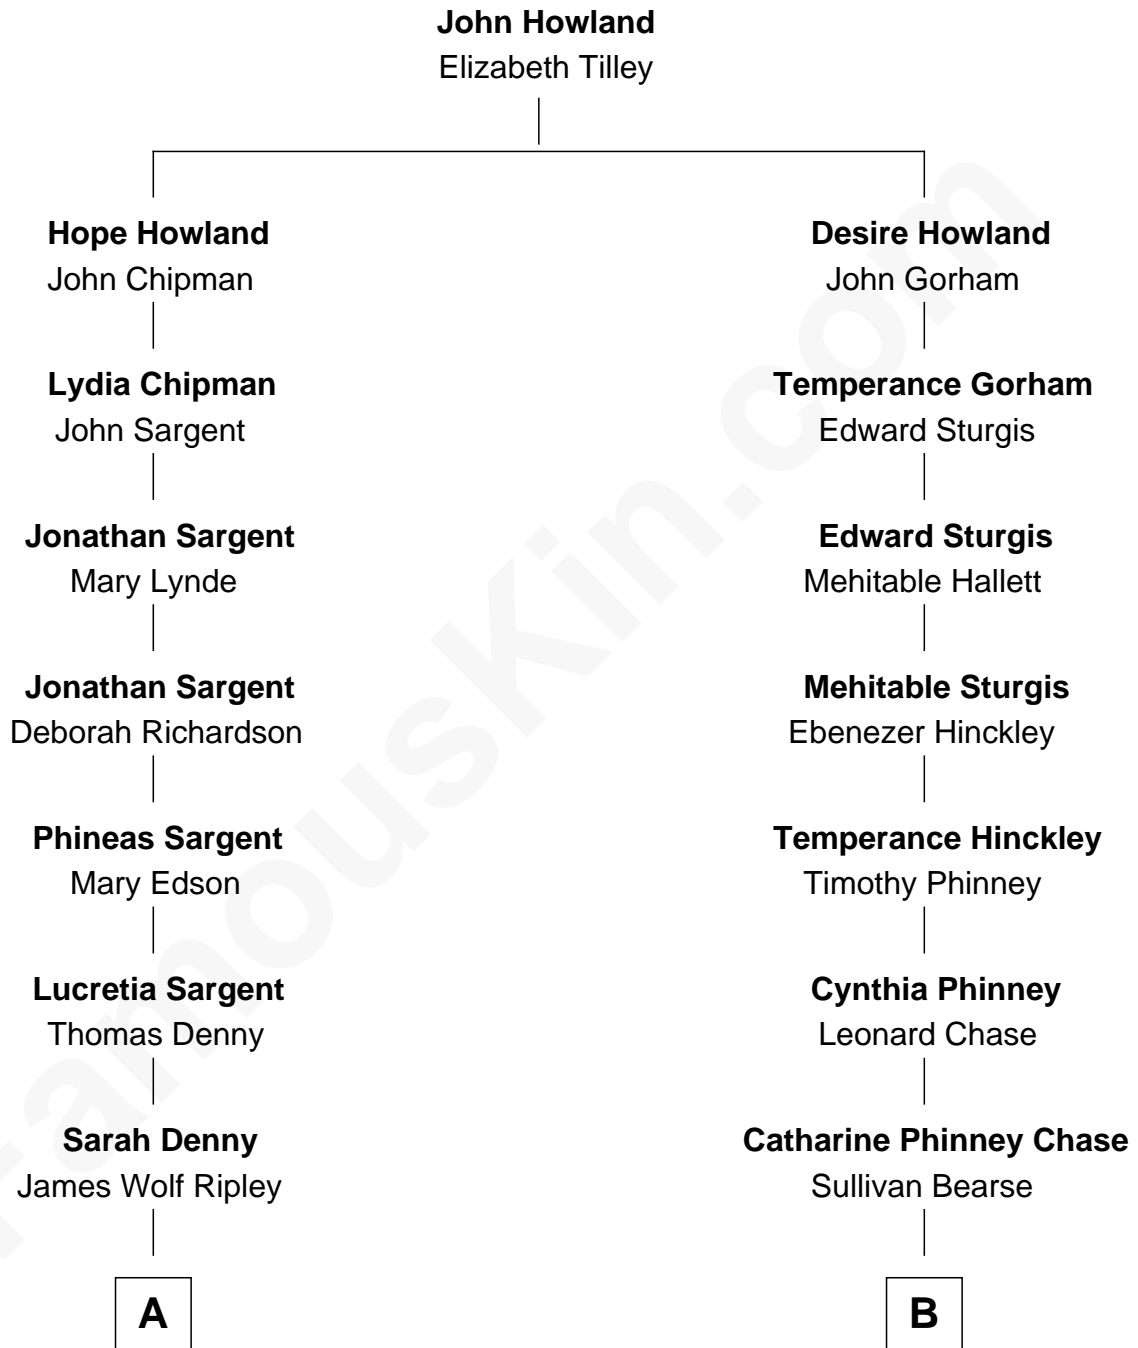 John Howland
Elizabeth Tilley
Hope Howland
John Chipman
Desire Howland
John Gorham
Lydia Chipman
John Sargent
Temperance Gorham
Edward Sturgis
Jonathan Sargent
Mary Lynde
Edward Sturgis
Mehitable Hallett
Jonathan Sargent
Deborah Richardson
Mehitable Sturgis
Ebenezer Hinckley
Phineas Sargent
Mary Edson
Temperance Hinckley
Timothy Phinney
Lucretia Sargent
Thomas Denny
Cynthia Phinney
Leonard Chase
Sarah Denny
James Wolf Ripley
Catharine Phinney Chase
Sullivan Bearse
A
B
FamousKin.com